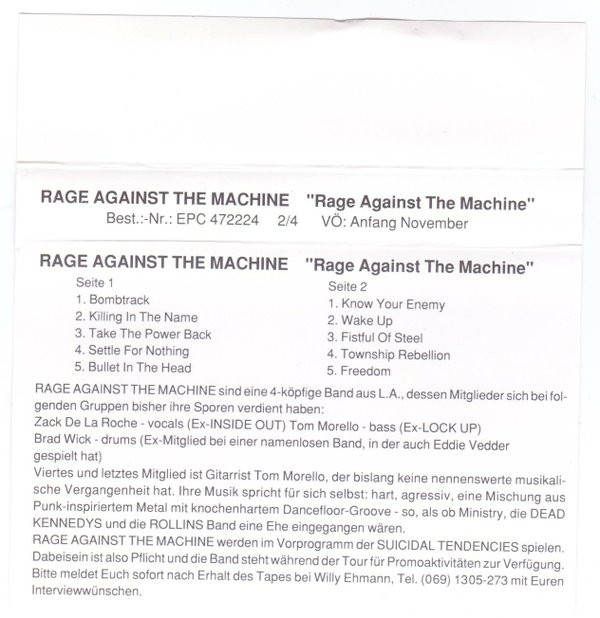 RAGE AGAINST THE MACHINE "Rage Against The Machine"
Best.:-Nr.: EPC 472224 2/4 VÖ: Anfang November
RAGE AGAINST THE MACHINE "Rage Against The Machine"
Seite 1
1. Bombtrack
2. Killing In The Name
3. Take The Power Back
4. Settle For Nothing
5. Bullet In The Head
Seite 2
1. Know Your Enemy
2. Wake Up
3. Fistful Of Steel
4. Township Rebellion
5. Freedom
RAGE AGAINST THE MACHINE sind eine 4-köpfige Band aus L.A., dessen Mitglieder sich bei fol-
genden Gruppen bisher ihre Sporen verdient haben:
Zack De La Roche - vocals (Ex-INSIDE OUT) Tom Morello - bass (Ex-LOCK UP)
Brad Wick - drums (Ex-Mitglied bei einer namenlosen Band, in der auch Eddie Vedder
gespielt hat)
Viertes und letztes Mitglied ist Gitarrist Tom Morello, der bislang keine nennenswerte musikali-
sche Vergangenheit hat. Ihre Musik spricht für sich selbst: hart, agressiv, eine Mischung aus
Punk-inspiriertem Metal mit knochenhartem Dancefloor-Groove - so, als ob Ministry, die DEAD
KENNEDYS und die ROLLINS Band eine Ehe eingegangen wären.
RAGE AGAINST THE MACHINE werden im Vorprogramm der SUICIDAL TENDENCIES spielen.
Dabeisein ist also Pflicht und die Band steht während der Tour für Promoaktivitäten zur Verfügung.
Bitte meldet Euch sofort nach Erhalt des Tapes bei Willy Ehmann, Tel. (069) 1305-273 mit Euren
Interviewwünschen.